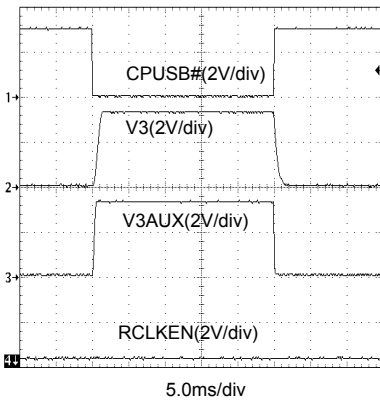 CPUSB#(2V/div)
1
V3(2V/div)
2
V3AUX(2V/div)
3
RCLKEN(2V/div)
4
5.0ms/div